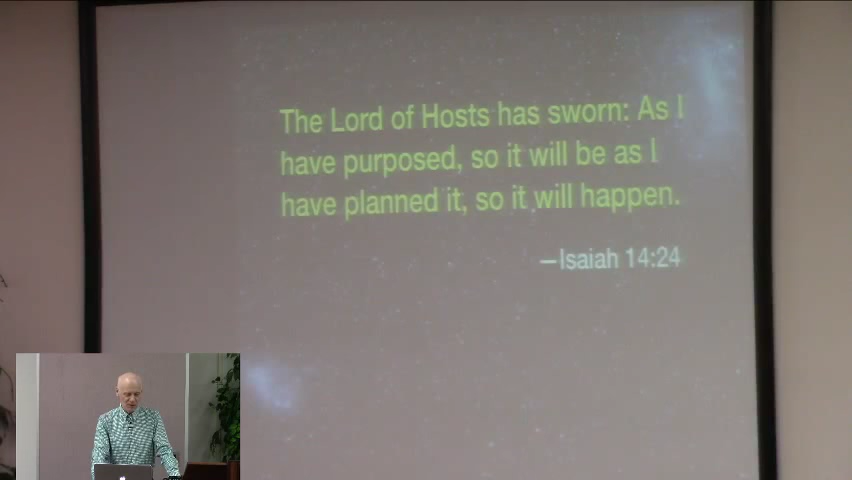 The Lord of Hosts has sworn: As I
have purposed, so it will be as I
have planned it, so it will happen.
—Isaiah 14:24